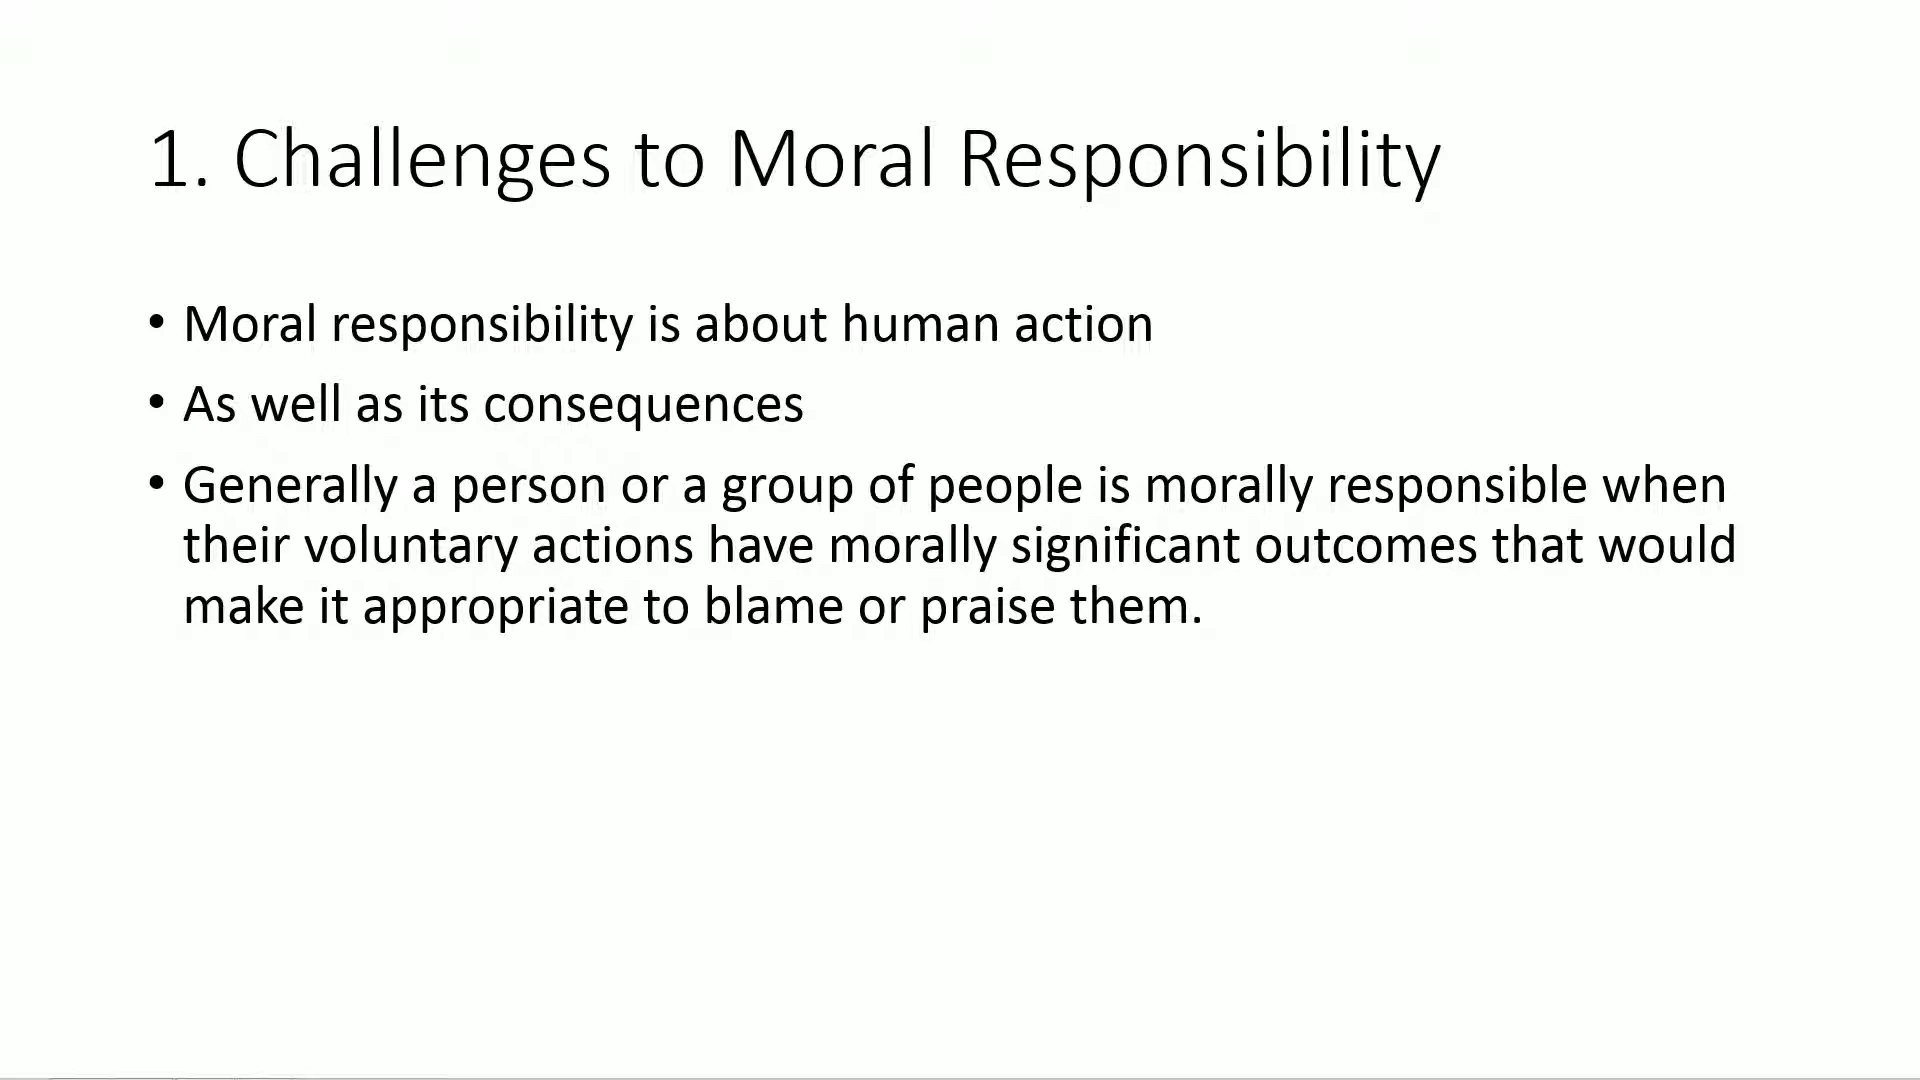 1. Challenges to Moral Responsibility
• Moral responsibility is about human action
• As well as its consequences
• Generally a person or a group of people is morally responsible when
their voluntary actions have morally significant outcomes that would
make it appropriate to blame or praise them.